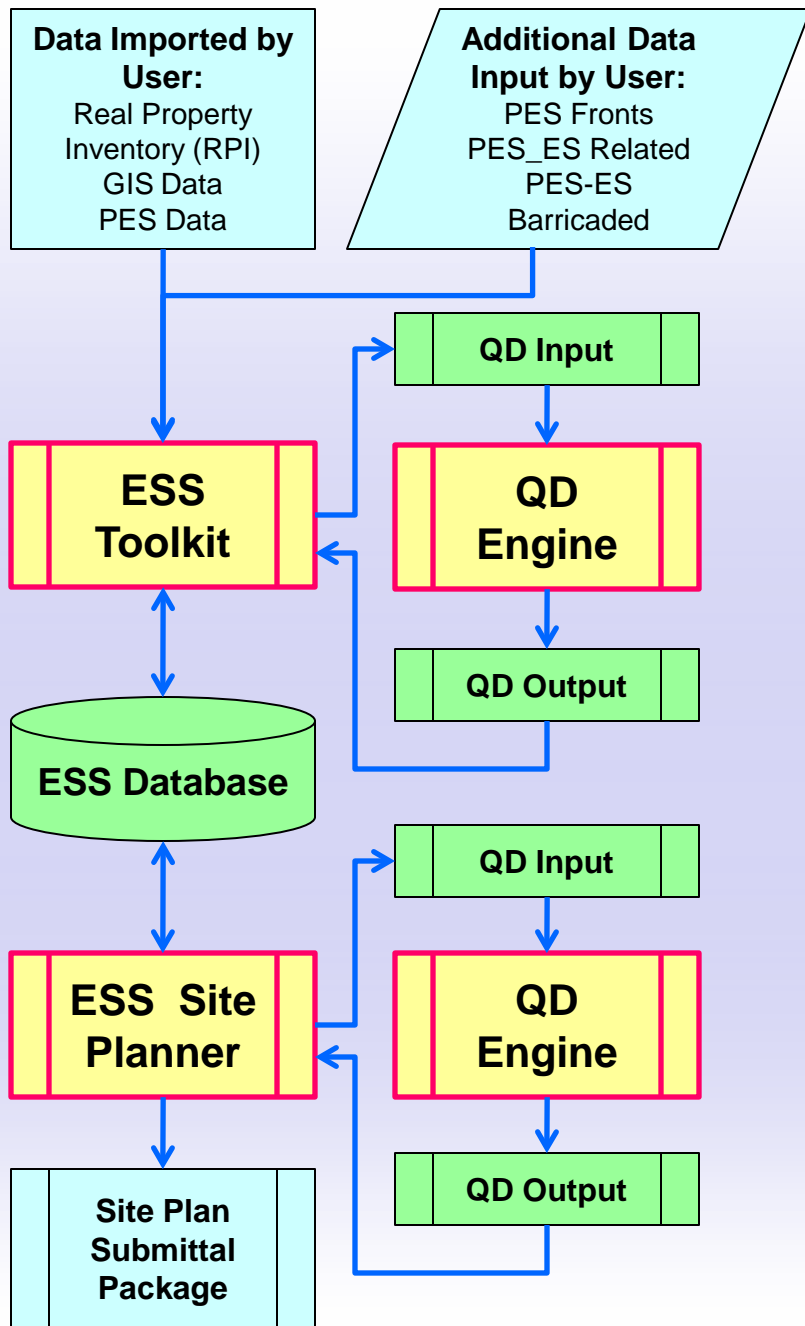 Data Imported by
User:
Real Property
Inventory (RPI)
GIS Data
PES Data
Additional Data
Input by User:
PES Fronts
PES_ES Related
PES-ES
Barricaded
QD Input
ESS
Toolkit
QD
Engine
QD Output
ESS Database
QD Input
ESS Site
Planner
QD
Engine
QD Output
Site Plan
Submittal
Package